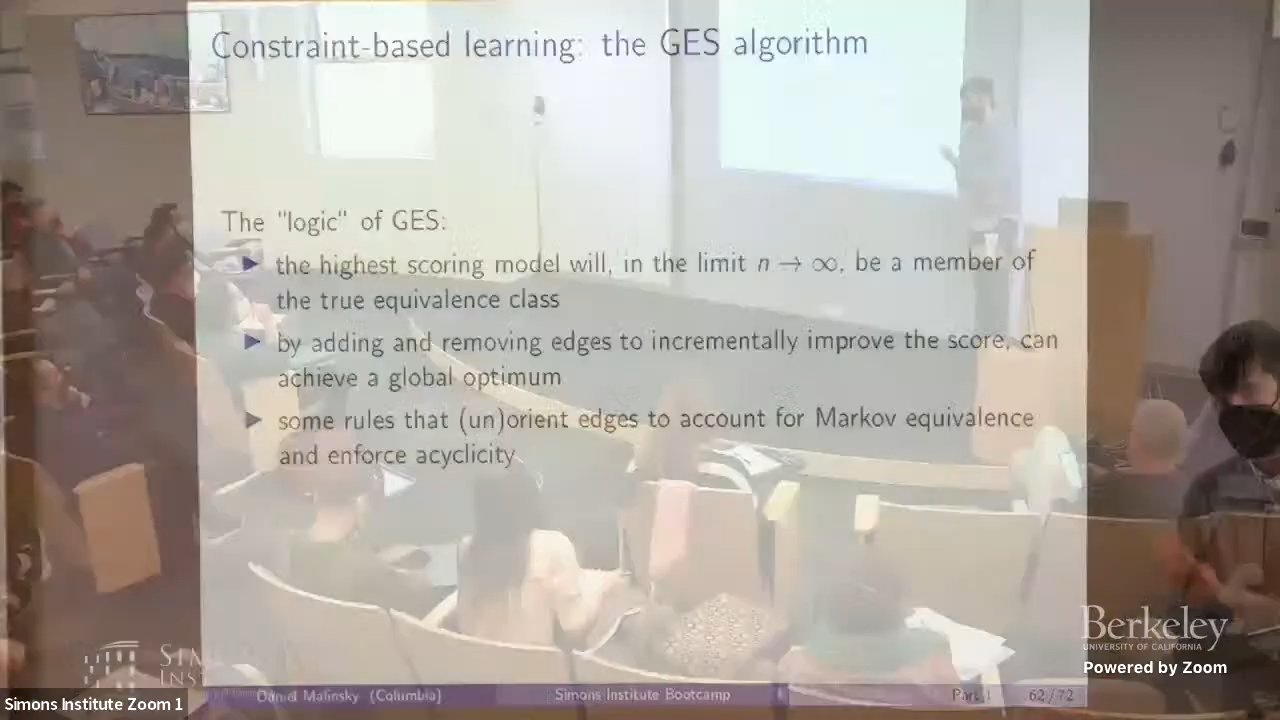 Constraint-based learning: the GES algorithm
The "logic" of GES:
the highest scoring model will, in the limit n → ∞, be a member of
the true equivalence class
by adding and removing edges to incrementally improve the score, can
achieve a global optimum
some rules that (un)orient edges to account for Markov equivalence
and enforce acyclicity
Berkeley
UNIVERSITY OF CALIFORNIA
Powered by Zoom
Daniel Malinsky (Columbia) Simons Institute Bootcamp Part 1 62/72
Simons Institute Zoom 1